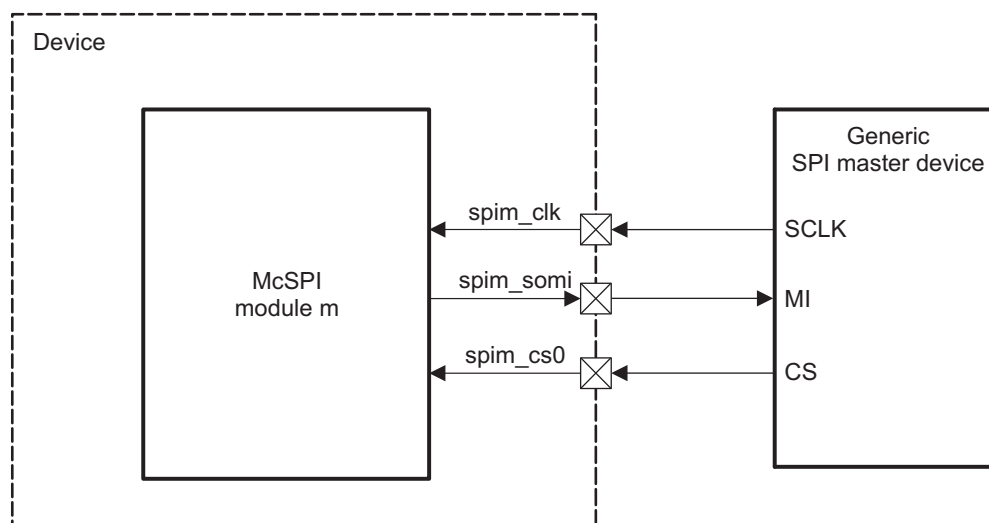 Device
Generic
SPI master device
spim_clk
SCLK
McSPI
module m
spim_somi
MI
spim_cs0
CS